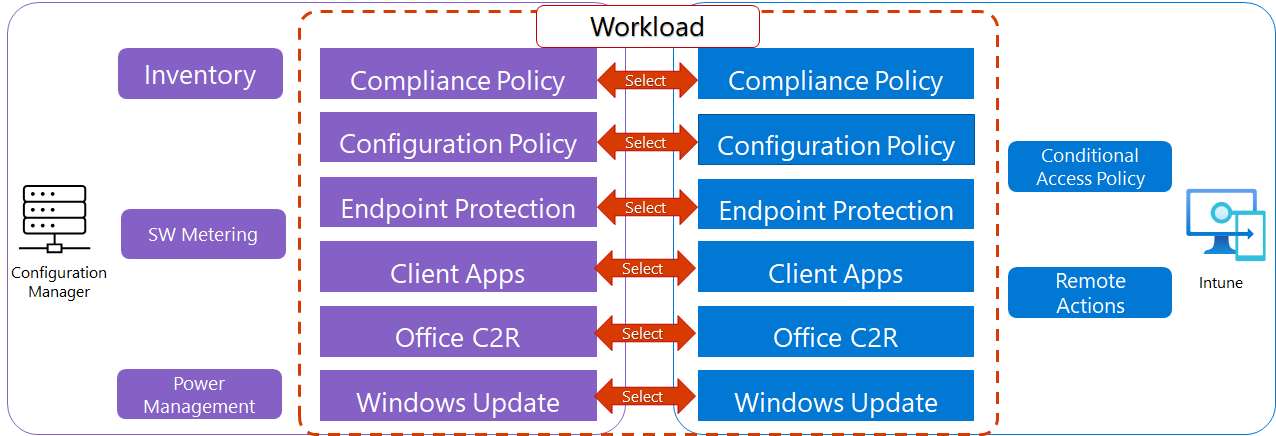 Workload
Inventory
Compliance Policy
Select
Compliance Policy
Configuration Policy
Select
Configuration Policy
Conditional
Access Policy
Endpoint Protection
Select
Endpoint Protection
SW Metering
Configuration
Manager
Client Apps
Select
Client Apps
Remote
Actions
Intune
Office C2R
Select
Office C2R
Power
Management
Windows Update
Select
Windows Update